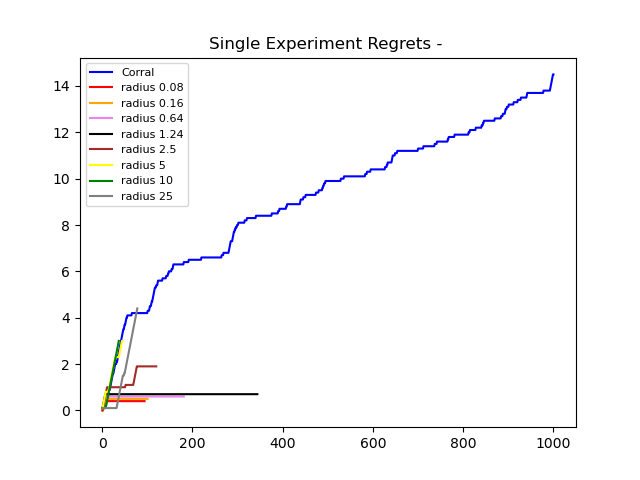 Single Experiment Regrets -
14
12
10
8
6
4
2
0
Corral
radius 0.08
radius 0.16
radius 0.64
radius 1.24
radius 2.5
radius 5
radius 10
radius 25
0 200 400 600 800 1000